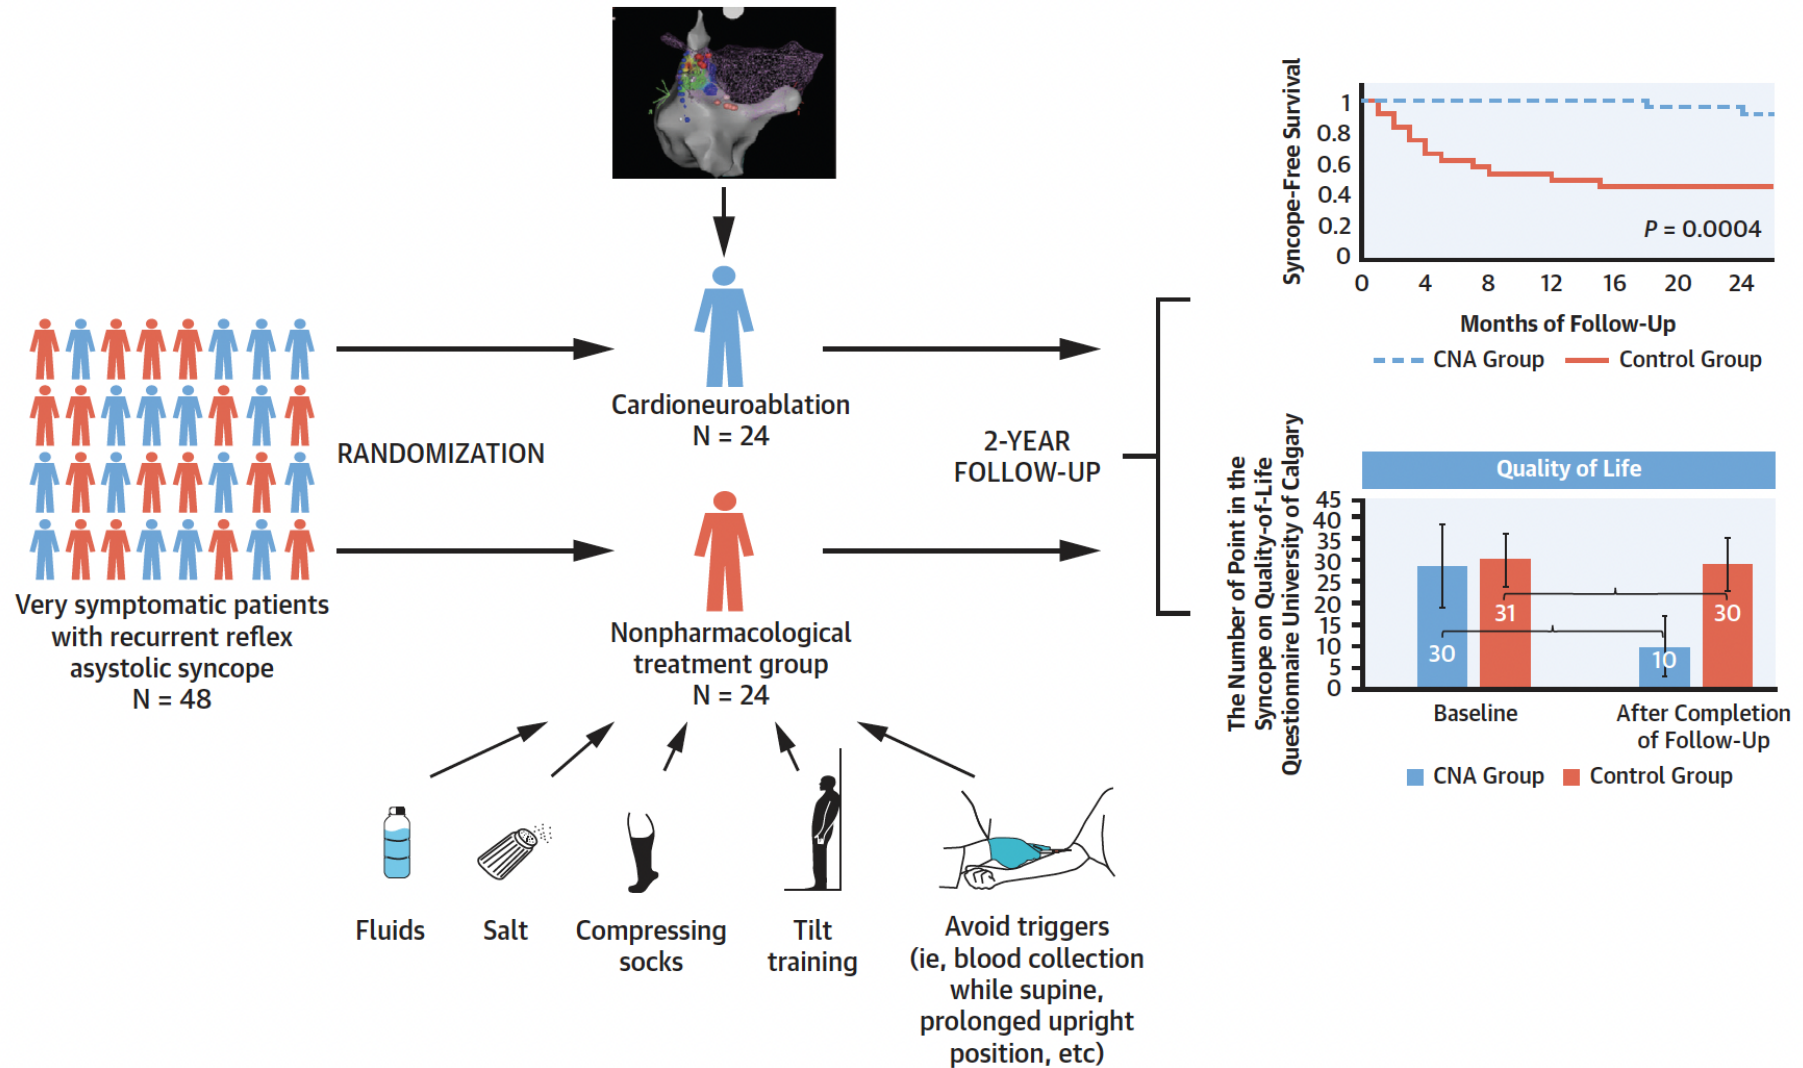 Very symptomatic patients
with recurrent reflex
asystolic syncope
N = 48
RANDOMIZATION
Cardioneuroablation
N = 24
Nonpharmacological
treatment group
N = 24
Fluids
Salt
Compressing
socks
Tilt
training
Avoid triggers
(ie, blood collection
while supine,
prolonged upright
position, etc)
2-YEAR
FOLLOW-UP
Syncope-Free Survival
1
0.8
0.6
0.4
0.2
0
P = 0.0004
0 4 8 12 16 20 24
Months of Follow-Up
CNA Group Control Group
The Number of Point in the
Syncope on Quality-of-Life
Questionnaire University of Calgary
Quality of Life
45
40
35
30
25
20
15
10
5
0
30 31 10 30
Baseline
After Completion
of Follow-Up
CNA Group Control Group